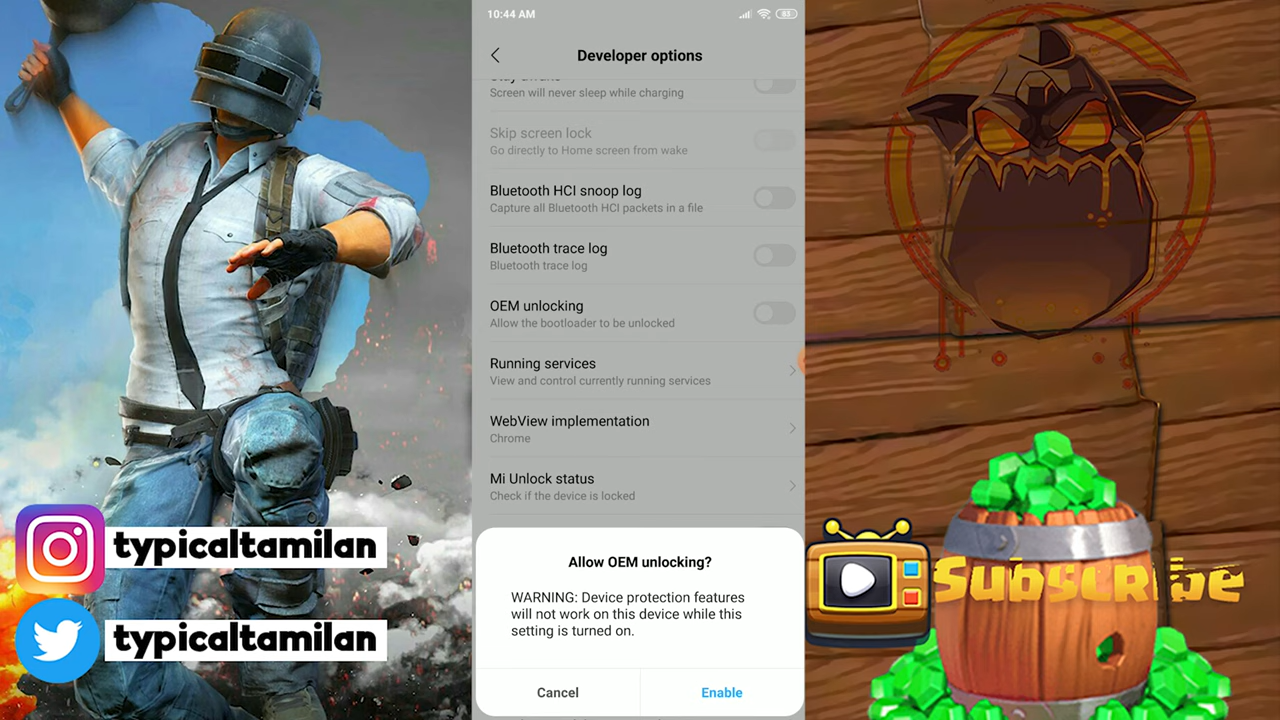 10:44 AM
83
Developer options
Stay awake
Screen will never sleep while charging
Skip screen lock
Go directly to Home screen from wake
Bluetooth HCI snoop log
Capture all Bluetooth HCI packets in a file
Bluetooth trace log
Bluetooth trace log
OEM unlocking
Allow the bootloader to be unlocked
Running services
View and control currently running services
WebView implementation
Chrome
Mi Unlock status
Check if the device is locked
Allow OEM unlocking?
WARNING: Device protection features
will not work on this device while this
setting is turned on.
Cancel
Enable
typicaltamilan
typicaltamilan
Subscribe